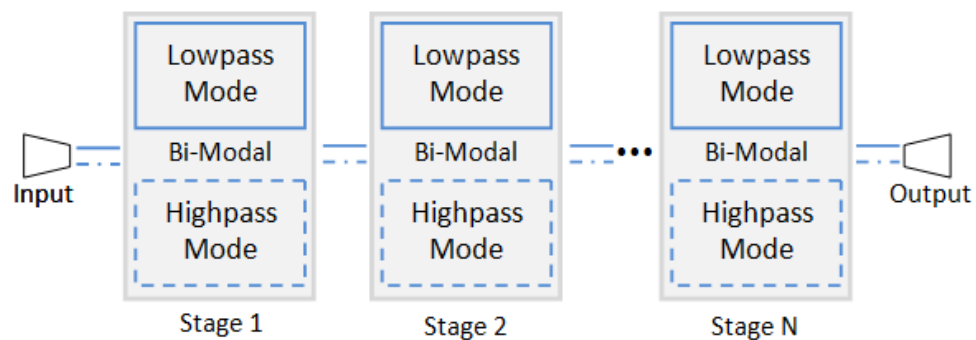 Lowpass
Mode
Lowpass
Mode
Lowpass
Mode
Input
Bi-Modal
Bi-Modal
Bi-Modal
Output
Highpass
Mode
Highpass
Mode
Highpass
Mode
Stage 1
Stage 2
Stage N